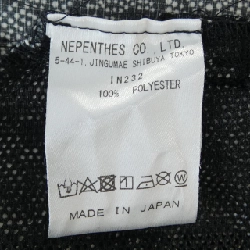 NEPENTHES CO., LTD.
5-44-1, JINGUMAE SHIBUYA TOKYO
IN232
100% POLYESTER
MADE IN JAPAN